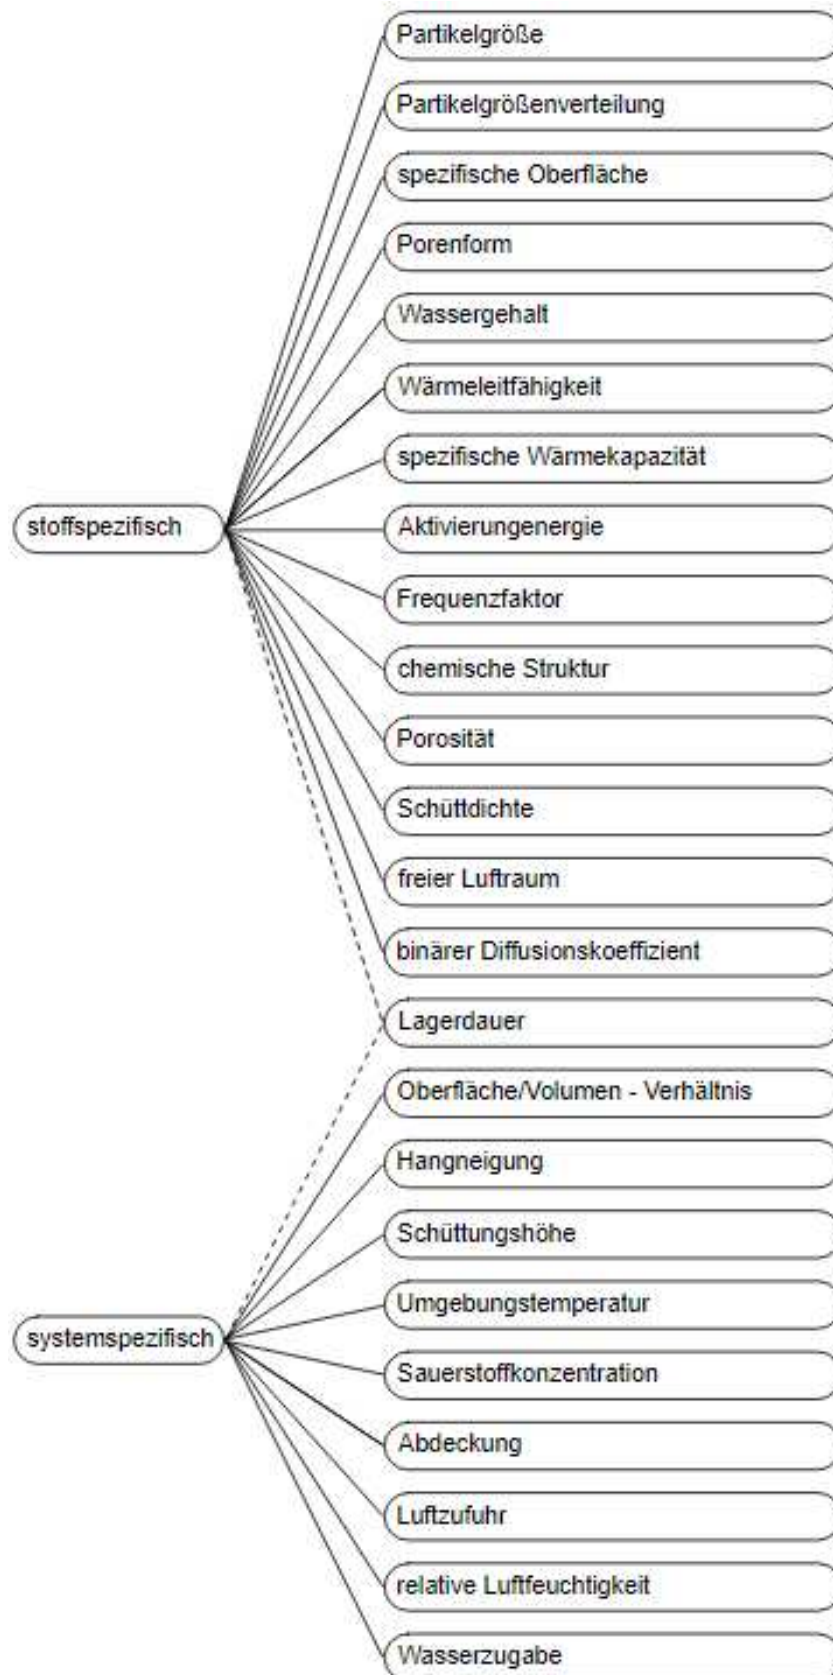 Partikelgröße
Partikelgrößenverteilung
spezifische Oberfläche
Porenform
Wassergehalt
Wärmeleitfähigkeit
spezifische Wärmekapazität
stoffspezifisch
Aktivierungenergie
Frequenzfaktor
chemische Struktur
Porosität
Schüttdichte
freier Luftraum
binärer Diffusionskoeffizient
Lagerdauer
Oberfläche/Volumen - Verhältnis
Hangneigung
Schüttungshöhe
Umgebungstemperatur
systemspezifisch
Sauerstoffkonzentration
Abdeckung
Luftzufuhr
relative Luftfeuchtigkeit
Wasserzugabe